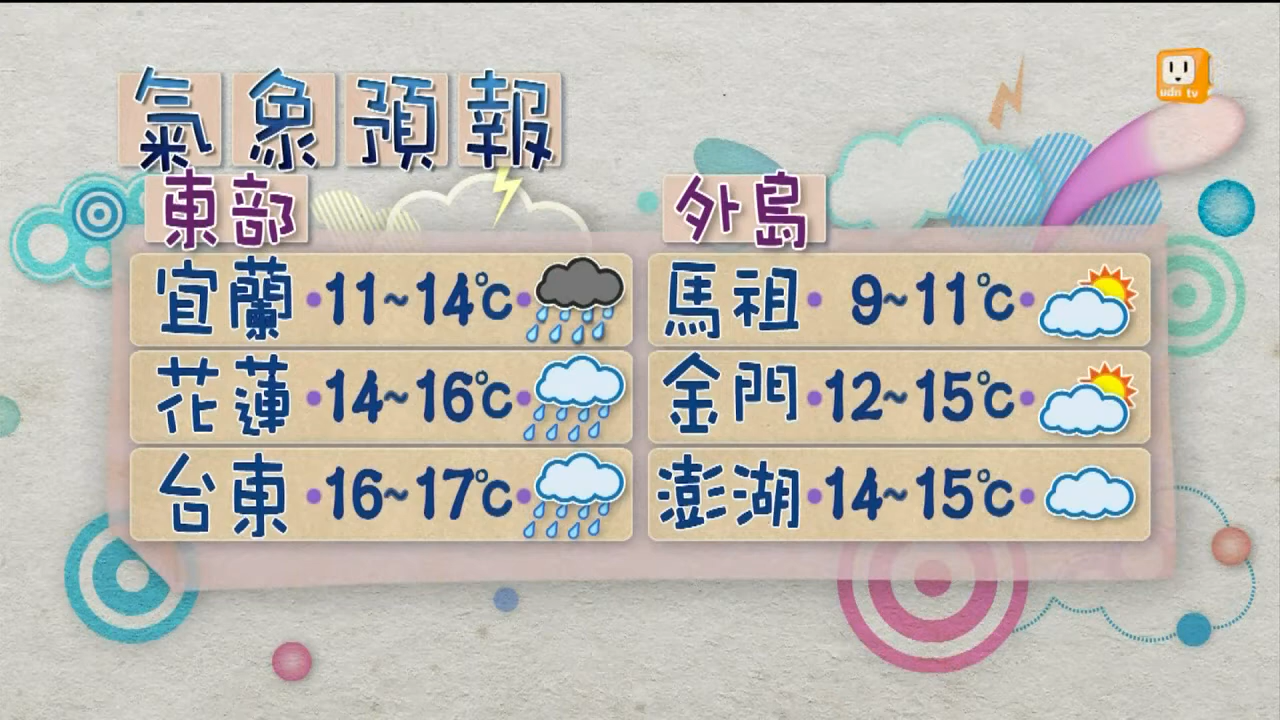 氣象預報
udn tv
東部
宜蘭 11~14℃
花蓮 14~16℃
台東 16~17℃
外島
馬祖 9~11℃
金門 12~15℃
澎湖 14~15℃